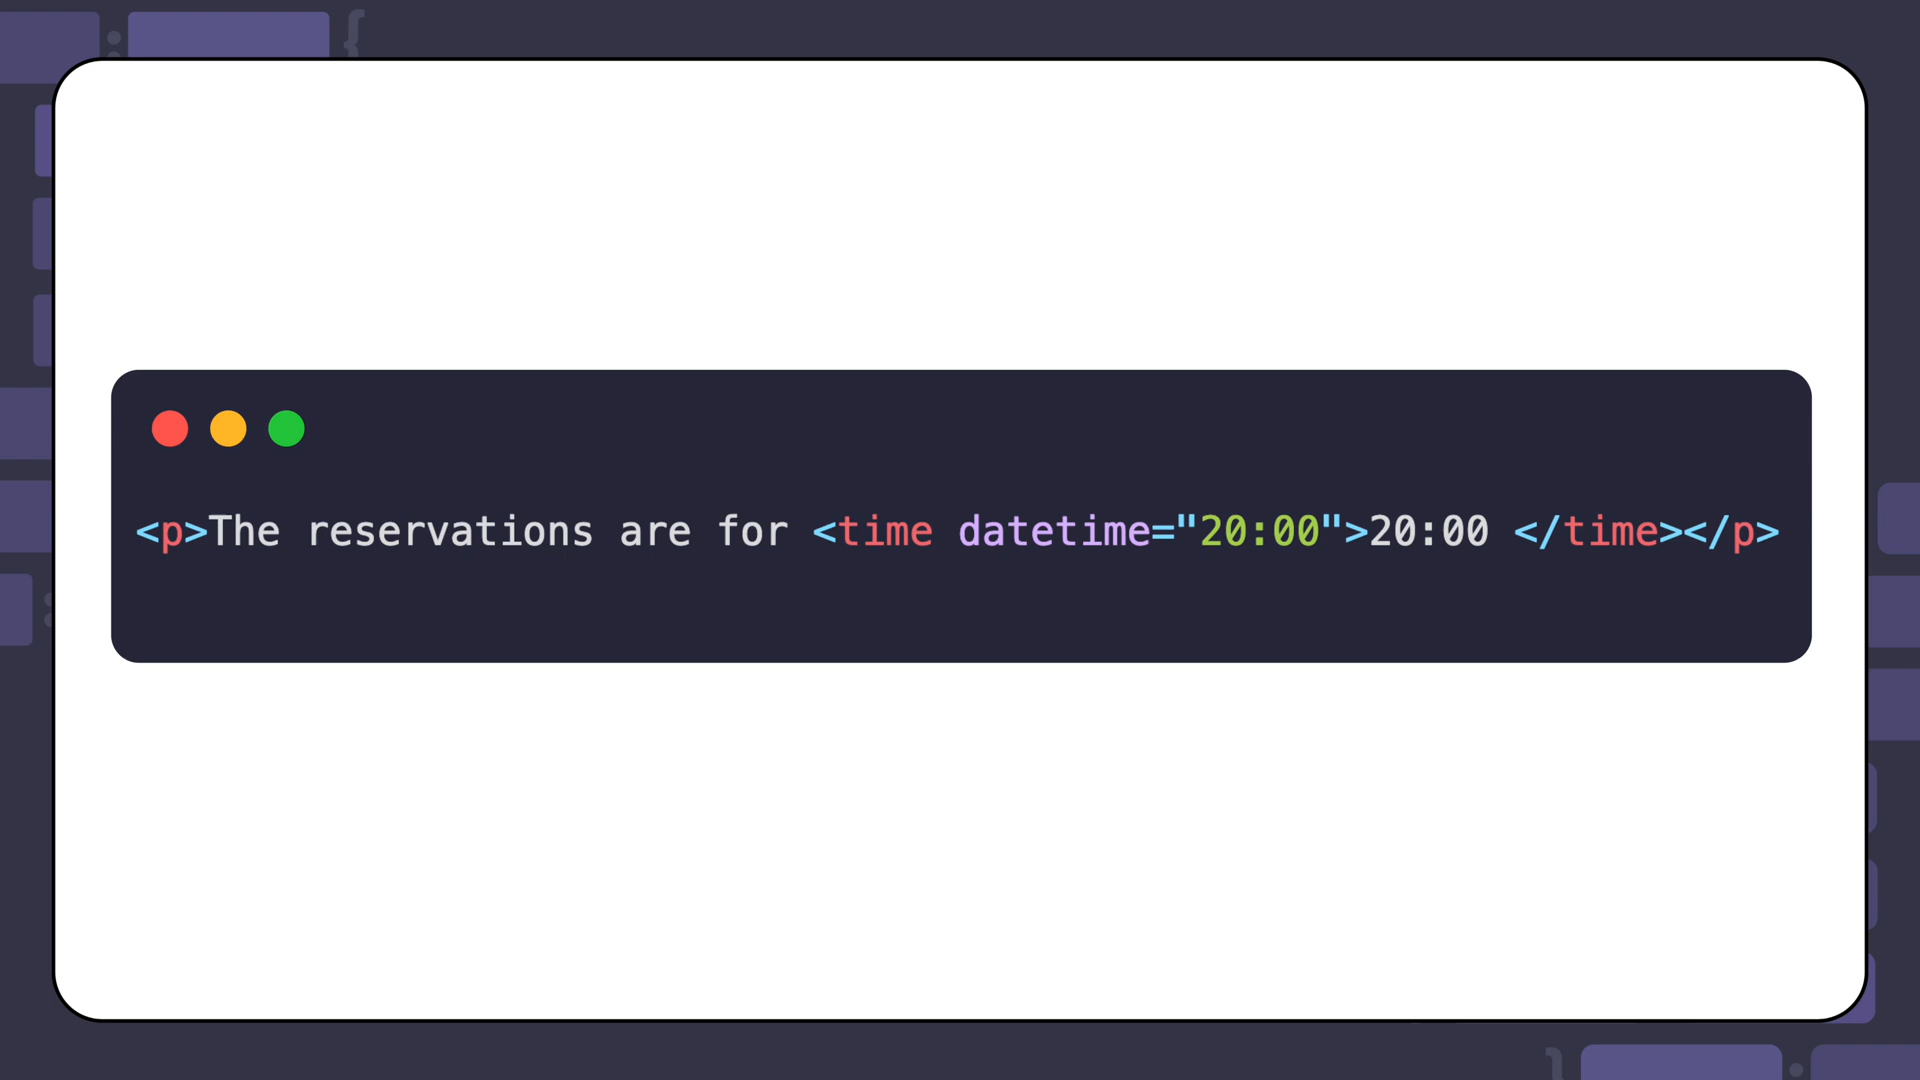 {
<p>The reservations are for <time datetime="20:00">20:00 </time></p>
}